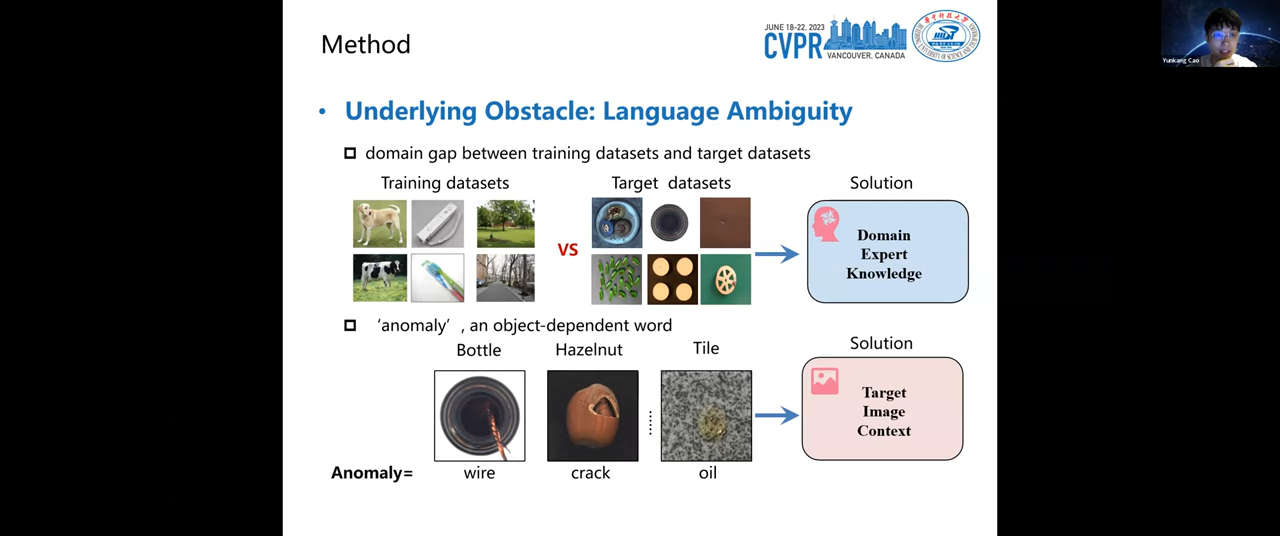 Method
JUNE 18-22, 2023
CVPR
VANCOUVER, CANADA
Yunkang Cao
• Underlying Obstacle: Language Ambiguity
domain gap between training datasets and target datasets
Training datasets
Target datasets
Solution
VS
Domain
Expert
Knowledge
‘anomaly’, an object-dependent word
Bottle
Hazelnut
Tile
Solution
Target
Image
Context
Anomaly=
wire
crack
oil